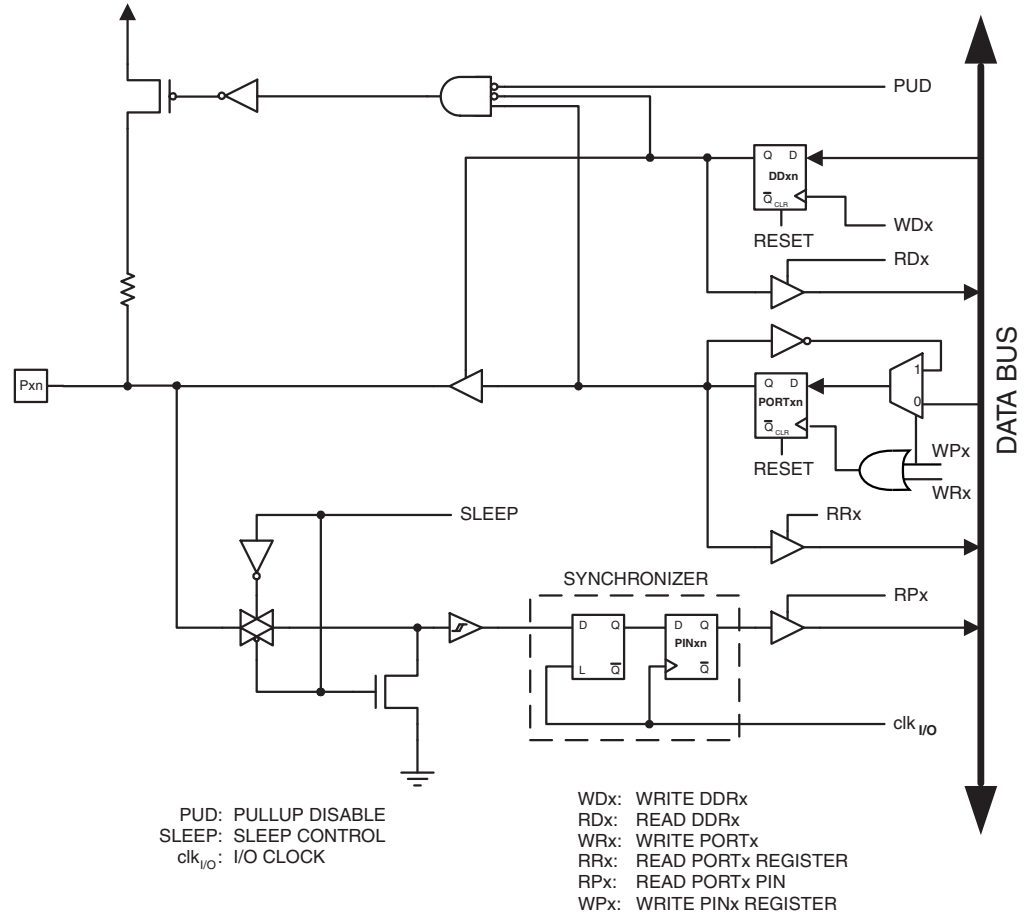 PUD
Q D
DDxn
Q CLR
WDx
RESET
RDx
Pxn
1
Q D
PORTxn
0
Q CLR
WPx
RESET
WRx
DATA BUS
SLEEP
RRx
SYNCHRONIZER
RPx
D Q
D Q
PINxn
L Q
Q
clk I/O
PUD: PULLUP DISABLE
SLEEP: SLEEP CONTROL
clkI/O: I/O CLOCK
WDx: WRITE DDRx
RDx: READ DDRx
WRx: WRITE PORTx
RRx: READ PORTx REGISTER
RPx: READ PORTx PIN
WPx: WRITE PINx REGISTER